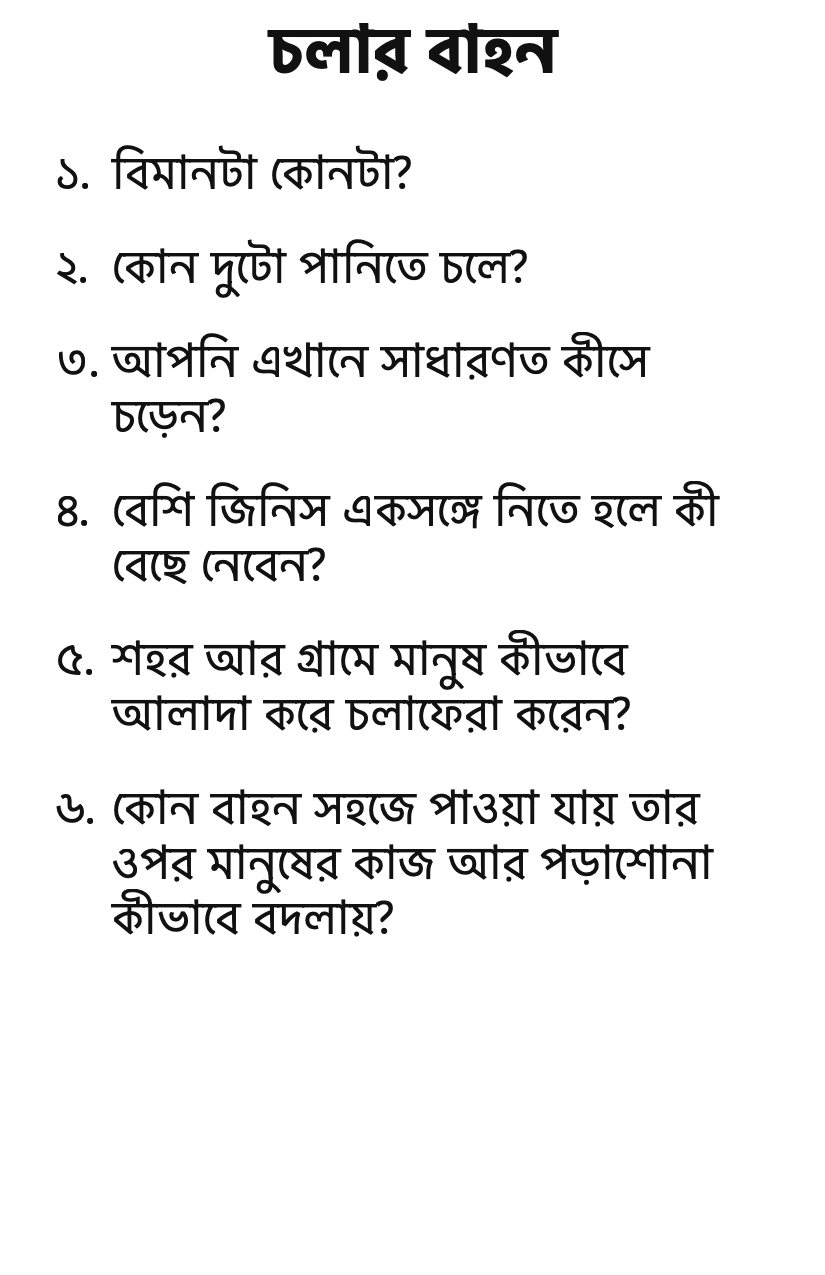 চলার বাহন
১. বিমানটা কোনটা?
২. কোন দুটো পানিতে চলে?
৩. আপনি এখানে সাধারণত কীসে
চড়েন?
৪. বেশি জিনিস একসঙ্গে নিতে হলে কী
বেছে নেবেন?
৫. শহর আর গ্রামে মানুষ কীভাবে
আলাদা করে চলাফেরা করেন?
৬. কোন বাহন সহজে পাওয়া যায় তার
ওপর মানুষের কাজ আর পড়াশোনা
কীভাবে বদলায়?